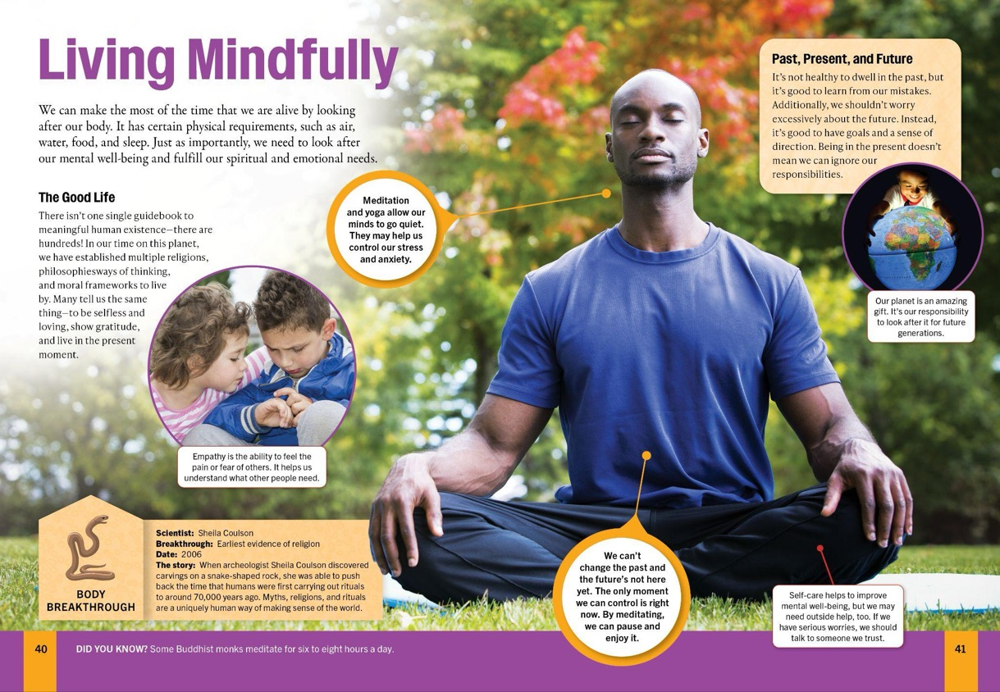 Living Mindfully
We can make the most of the time that we are alive by looking
after our body. It has certain physical requirements, such as air,
water, food, and sleep. Just as importantly, we need to look after
our mental well-being and fulfill our spiritual and emotional needs.
The Good Life
There isn't one single guidebook to
meaningful human existence—there are
hundreds! In our time on this planet,
we have established multiple religions,
philosophiesways of thinking,
and moral frameworks to live
by. Many tell us the same
thing—to be selfless and
loving, show gratitude,
and live in the present
moment.
Meditation
and yoga allow our
minds to go quiet.
They may help us
control our stress
and anxiety.
Empathy is the ability to feel the
pain or fear of others. It helps us
understand what other people need.
BODY
BREAKTHROUGH
Scientist: Sheila Coulson
Breakthrough: Earliest evidence of religion
Date: 2006
The story: When archeologist Sheila Coulson discovered
carvings on a snake-shaped rock, she was able to push
back the time that humans were first carrying out rituals
to around 70,000 years ago. Myths, religions, and rituals
are a uniquely human way of making sense of the world.
Past, Present, and Future
It's not healthy to dwell in the past, but
it's good to learn from our mistakes.
Additionally, we shouldn't worry
excessively about the future. Instead,
it's good to have goals and a sense of
direction. Being in the present doesn't
mean we can ignore our
responsibilities.
Our planet is an amazing
gift. It's our responsibility
to look after it for future
generations.
We can't
change the past and
the future's not here
yet. The only moment
we can control is right
now. By meditating,
we can pause and
enjoy it.
Self-care helps to improve
mental well-being, but we may
need outside help, too. If we
have serious worries, we should
talk to someone we trust.
40
DID YOU KNOW? Some Buddhist monks meditate for six to eight hours a day.
41